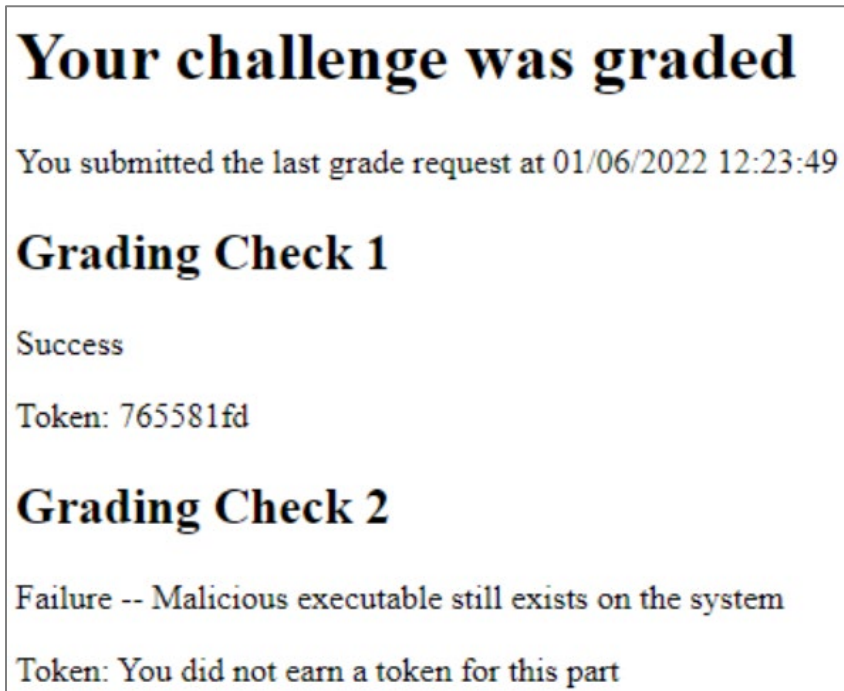 Your challenge was graded
You submitted the last grade request at 01/06/2022 12:23:49
Grading Check 1
Success
Token: 765581fd
Grading Check 2
Failure -- Malicious executable still exists on the system
Token: You did not earn a token for this part